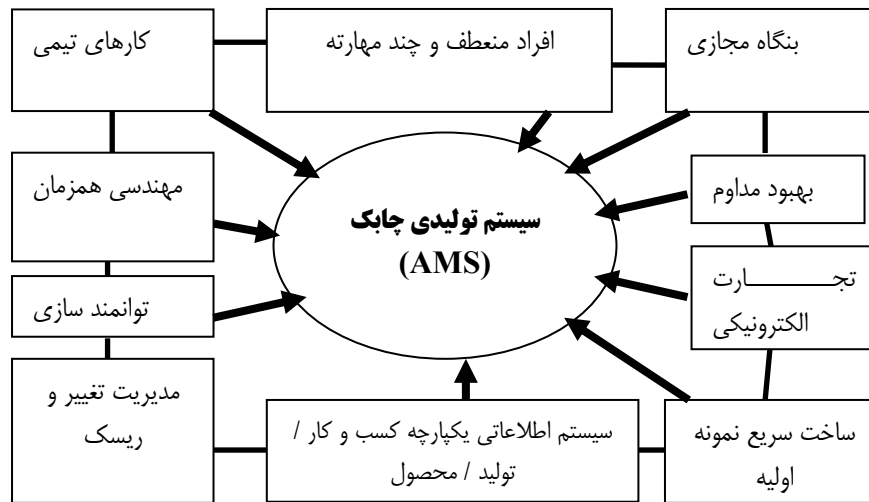 بنگاه مجازی
افراد منعطف و چند مهارته
کارهای تیمی
بهبود مداوم
مهندسی همزمان
سیستم تولیدی چابک
(AMS)
تجـــــــــارت
الکترونیکی
توانمند سازی
ساخت سریع نمونه
اولیه
سیستم اطلاعاتی یکپارچه کسب و کار /
تولید / محصول
مدیریت تغییر و
ریسک